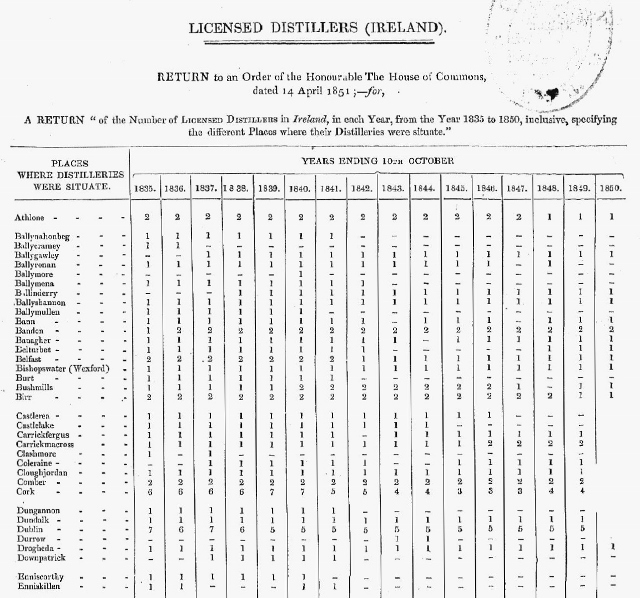 LICENSED DISTILLERS (IRELAND).
RETURN to an Order of the Honourable The House of Commons,
dated 14 April 1851;—for,
A RETURN "of the Number of LICENSED DISTILLERS in Ireland, in each Year, from the Year 1835 to 1850, inclusive, specifying
the different Places where their Distilleries were situate."
PLACES WHERE DISTILLERIES WERE SITUATE.
YEARS ENDING 10TH OCTOBER
1835. 1836. 1837. 1838. 1839. 1840. 1841. 1842. 1843. 1844. 1845. 1846. 1847. 1848. 1849. 1850.
Athlone - - - 2 2 2 2 2 2 2 2 2 2 2 2 2 1 1 1
Ballynahonbeg - - - 1 1 1 1 1 1 1 - - - - - - - - -
Ballycramey - - - 1 1 - - - - - - - - - - - - - -
Ballygawley - - - - - 1 1 1 1 1 1 1 1 1 1 1 1 1 1
Ballyronan - - - 1 1 1 1 1 1 1 1 1 1 1 1 - 1 - -
Ballymore - - - - - - - - 1 - - - - - - - - - -
Ballymena - - - 1 1 1 1 1 1 1 - - - - - - - - -
Ballinderry - - - - - - 1 1 1 1 1 1 1 1 1 1 1 1 1
Ballyshannon - - - 1 1 1 1 1 1 1 1 1 1 1 1 1 1 1 1
Ballymullen - - - 1 1 1 1 1 1 - - - - - - - - - -
Bann - - - 1 1 1 1 1 1 1 1 - - 1 1 - 1 1 1
Bandon - - - 1 2 2 2 2 2 2 2 2 2 2 2 2 2 2 2
Banagher - - - 1 1 1 1 1 1 1 1 1 - 1 1 1 1 1 1
Belturbet - - - 1 1 1 1 1 1 1 1 - - - - - 1 1 1
Belfast - - - 2 2 2 2 2 2 2 1 1 1 1 1 1 1 1 1
Bishopswater (Wexford) - 1 1 1 1 1 1 1 1 1 1 1 1 1 1 1 1
Burt - - - 1 1 1 1 1 1 1 - - - - - - - - -
Bushmills - - - 1 1 1 1 1 2 2 2 2 2 2 2 1 - 1 1
Birr - - - 2 2 2 2 2 2 2 2 2 2 2 2 2 2 1 1
Castlerea - - - 1 1 1 1 1 1 1 1 1 1 1 1 - - -
Castlelake - - - 1 1 1 1 1 1 1 1 1 1 - - - - -
Carrickfergus - - - 1 1 1 1 1 1 1 - 1 1 1 1 1 1 1
Carrickmacross - - - 1 1 1 1 1 1 1 1 1 1 1 2 2 2 2
Clashmore - - - 1 - 1 - - - - - - - - - - - -
Coleraine - - - - - 1 1 1 1 1 - - - 1 1 1 1 1
Cloughjordan - - - 1 1 1 1 1 1 1 1 1 1 1 1 1 1 -
Comber - - - 2 2 2 2 2 2 2 2 2 2 2 2 2 2 2
Cork - - - 6 6 6 6 7 7 5 5 4 4 3 3 3 4 4
Dungannon - - - 1 1 1 1 1 1 1 - - - - - - - -
Dundalk - - - 1 1 1 1 1 1 1 1 1 1 1 1 1 1 1
Dublin - - - 7 6 7 6 5 5 5 5 5 5 5 5 5 5 5
Durrow - - - - - - - - - - - 1 1 - - - - -
Drogheda - - - 1 1 1 1 1 1 1 1 1 1 1 1 1 1 1 1
Downpatrick - - - - - 1 1 1 1 1 - - - - - - - -
Enniscorthy - - - 1 1 1 1 1 1 - - - - - - - - -
Enniskillen - - - 1 1 - - - 1 1 - - - - - - - -